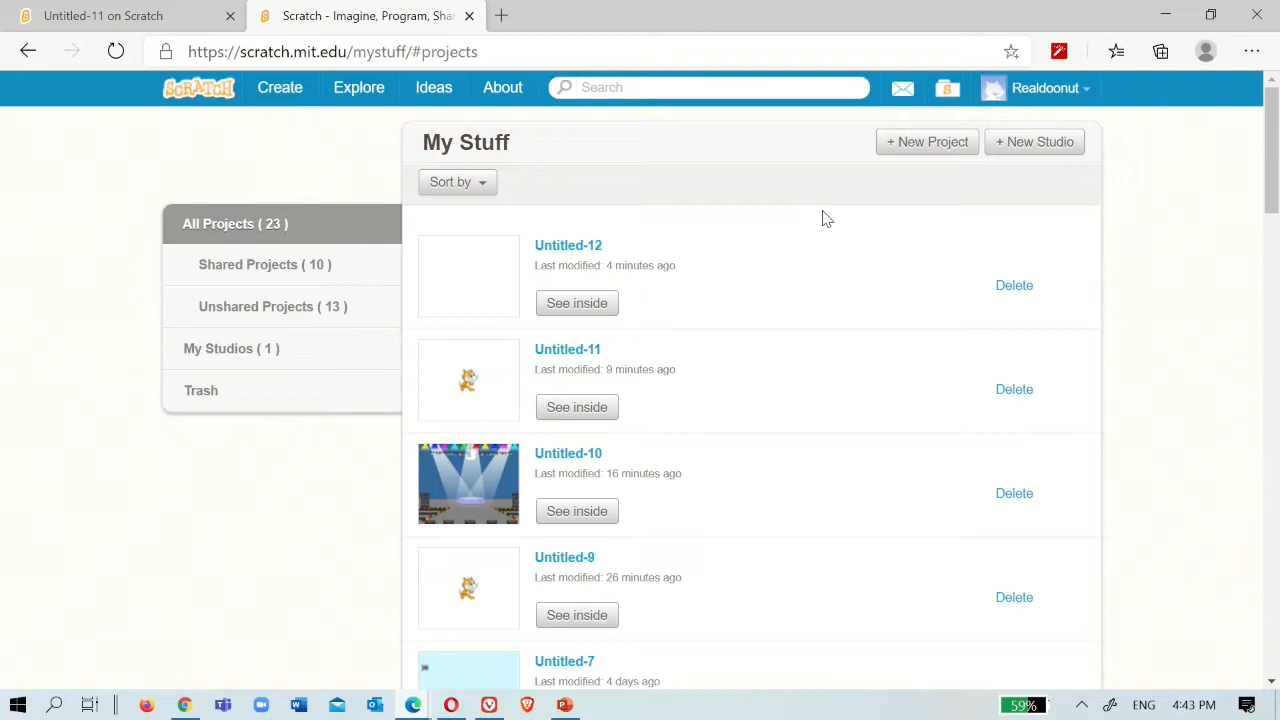 Untitled-11 on Scratch
Scratch - Imagine, Program, Shar
https://scratch.mit.edu/mystuff/#projects
SCRATCH Create Explore Ideas About Search Realdoonut
My Stuff
+ New Project + New Studio
Sort by
All Projects ( 23 )
Shared Projects ( 10 )
Unshared Projects ( 13 )
My Studios ( 1 )
Trash
Untitled-12
Last modified: 4 minutes ago
Delete
See inside
Untitled-11
Last modified: 9 minutes ago
Delete
See inside
Untitled-10
Last modified: 16 minutes ago
Delete
See inside
Untitled-9
Last modified: 26 minutes ago
Delete
See inside
Untitled-7
Last modified: 4 days ago
59% ENG 4:43 PM